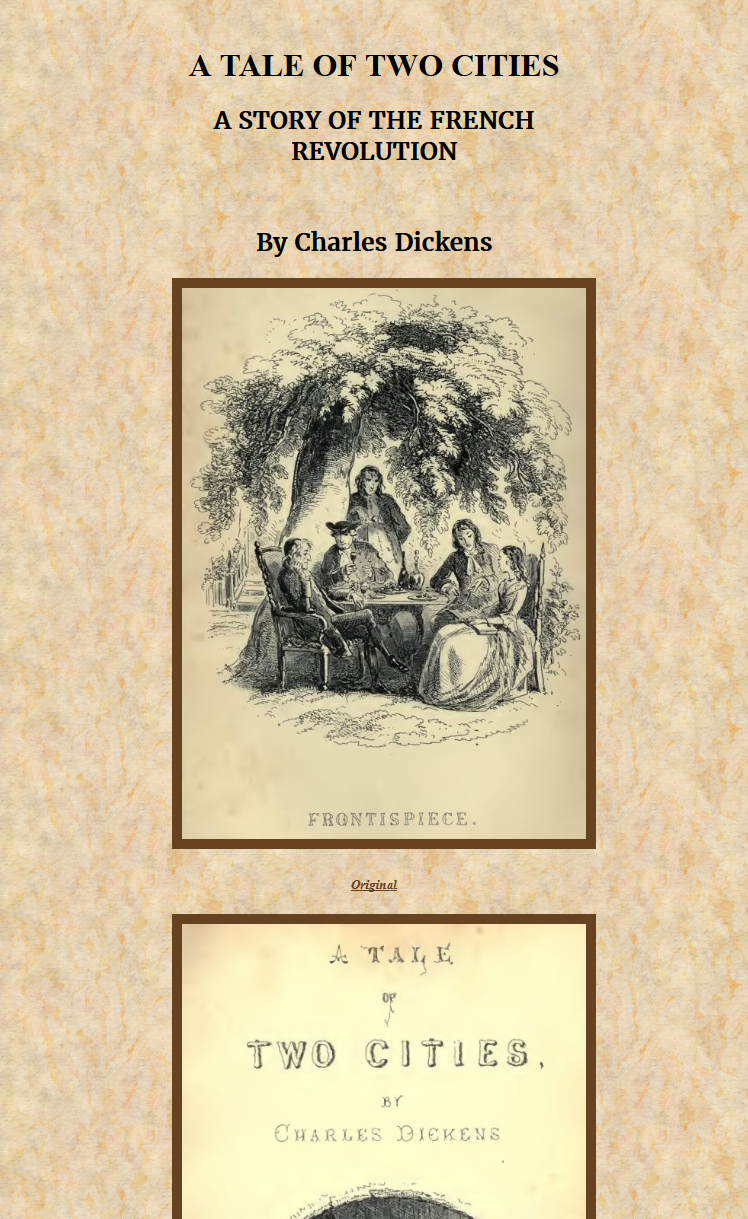 A TALE OF TWO CITIES
A STORY OF THE FRENCH
REVOLUTION
By Charles Dickens
FRONTISPIECE.
Original
A TALE
OF
TWO CITIES,
BY
CHARLES DICKENS